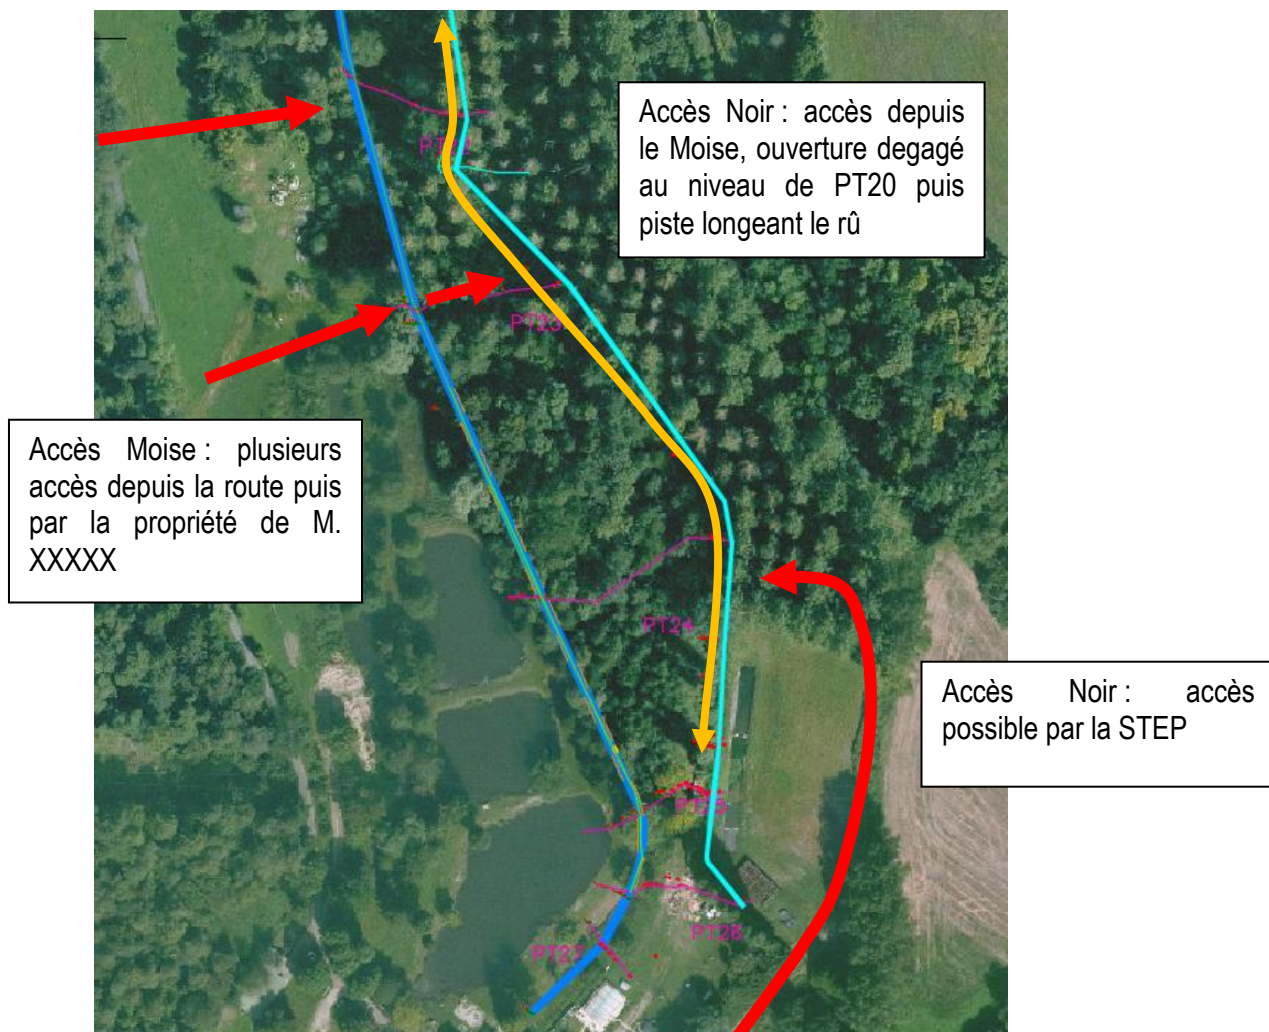 Accès Noir : accès depuis
le Moise, ouverture degagé
au niveau de PT20 puis
piste longeant le rû
PT23
Accès Moise : plusieurs
accès depuis la route puis
par la propriété de M.
XXXXX
PT24
Accès Noir : accès
possible par la STEP
PT26
PT27